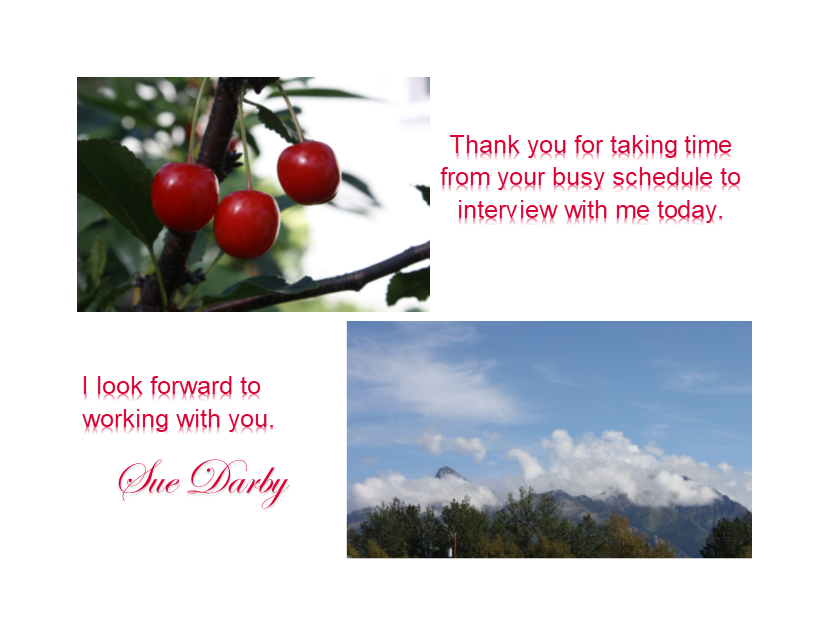 Thank you for taking time
from your busy schedule to
interview with me today.
I look forward to
working with you.
Sue Darby